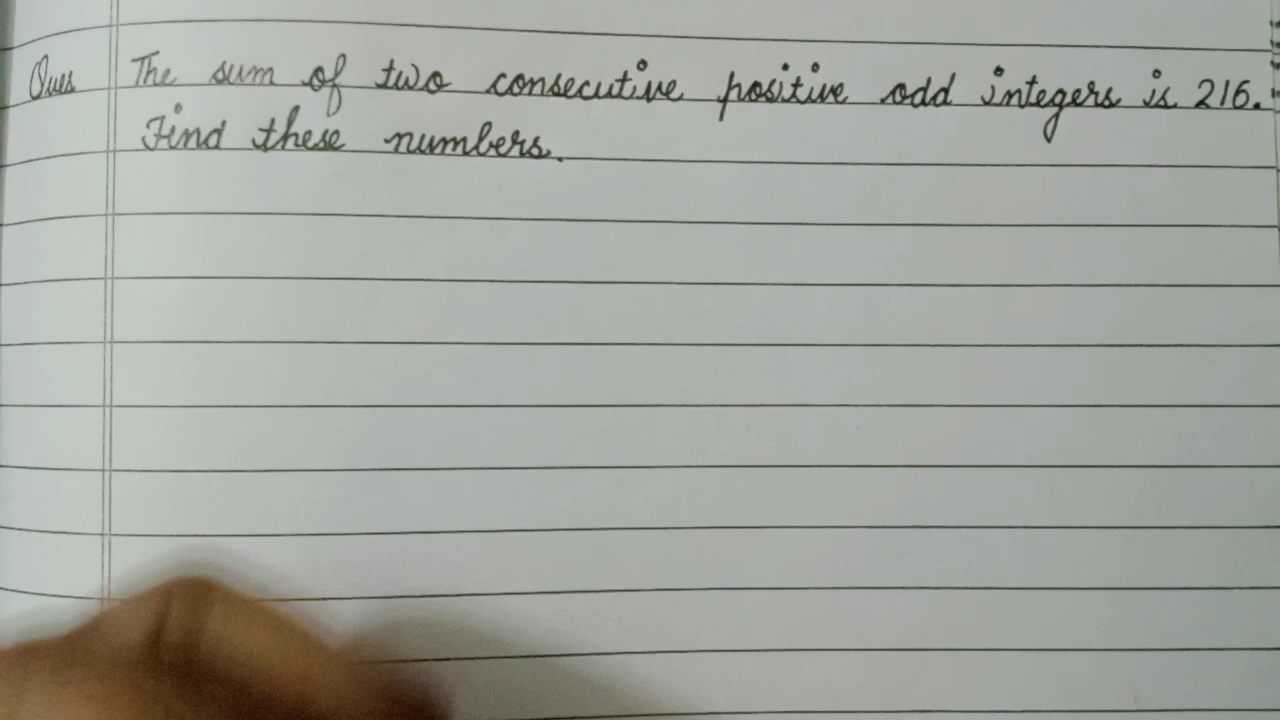 Ques The sum of two consecutive positive odd integers is 216.
Find these numbers.